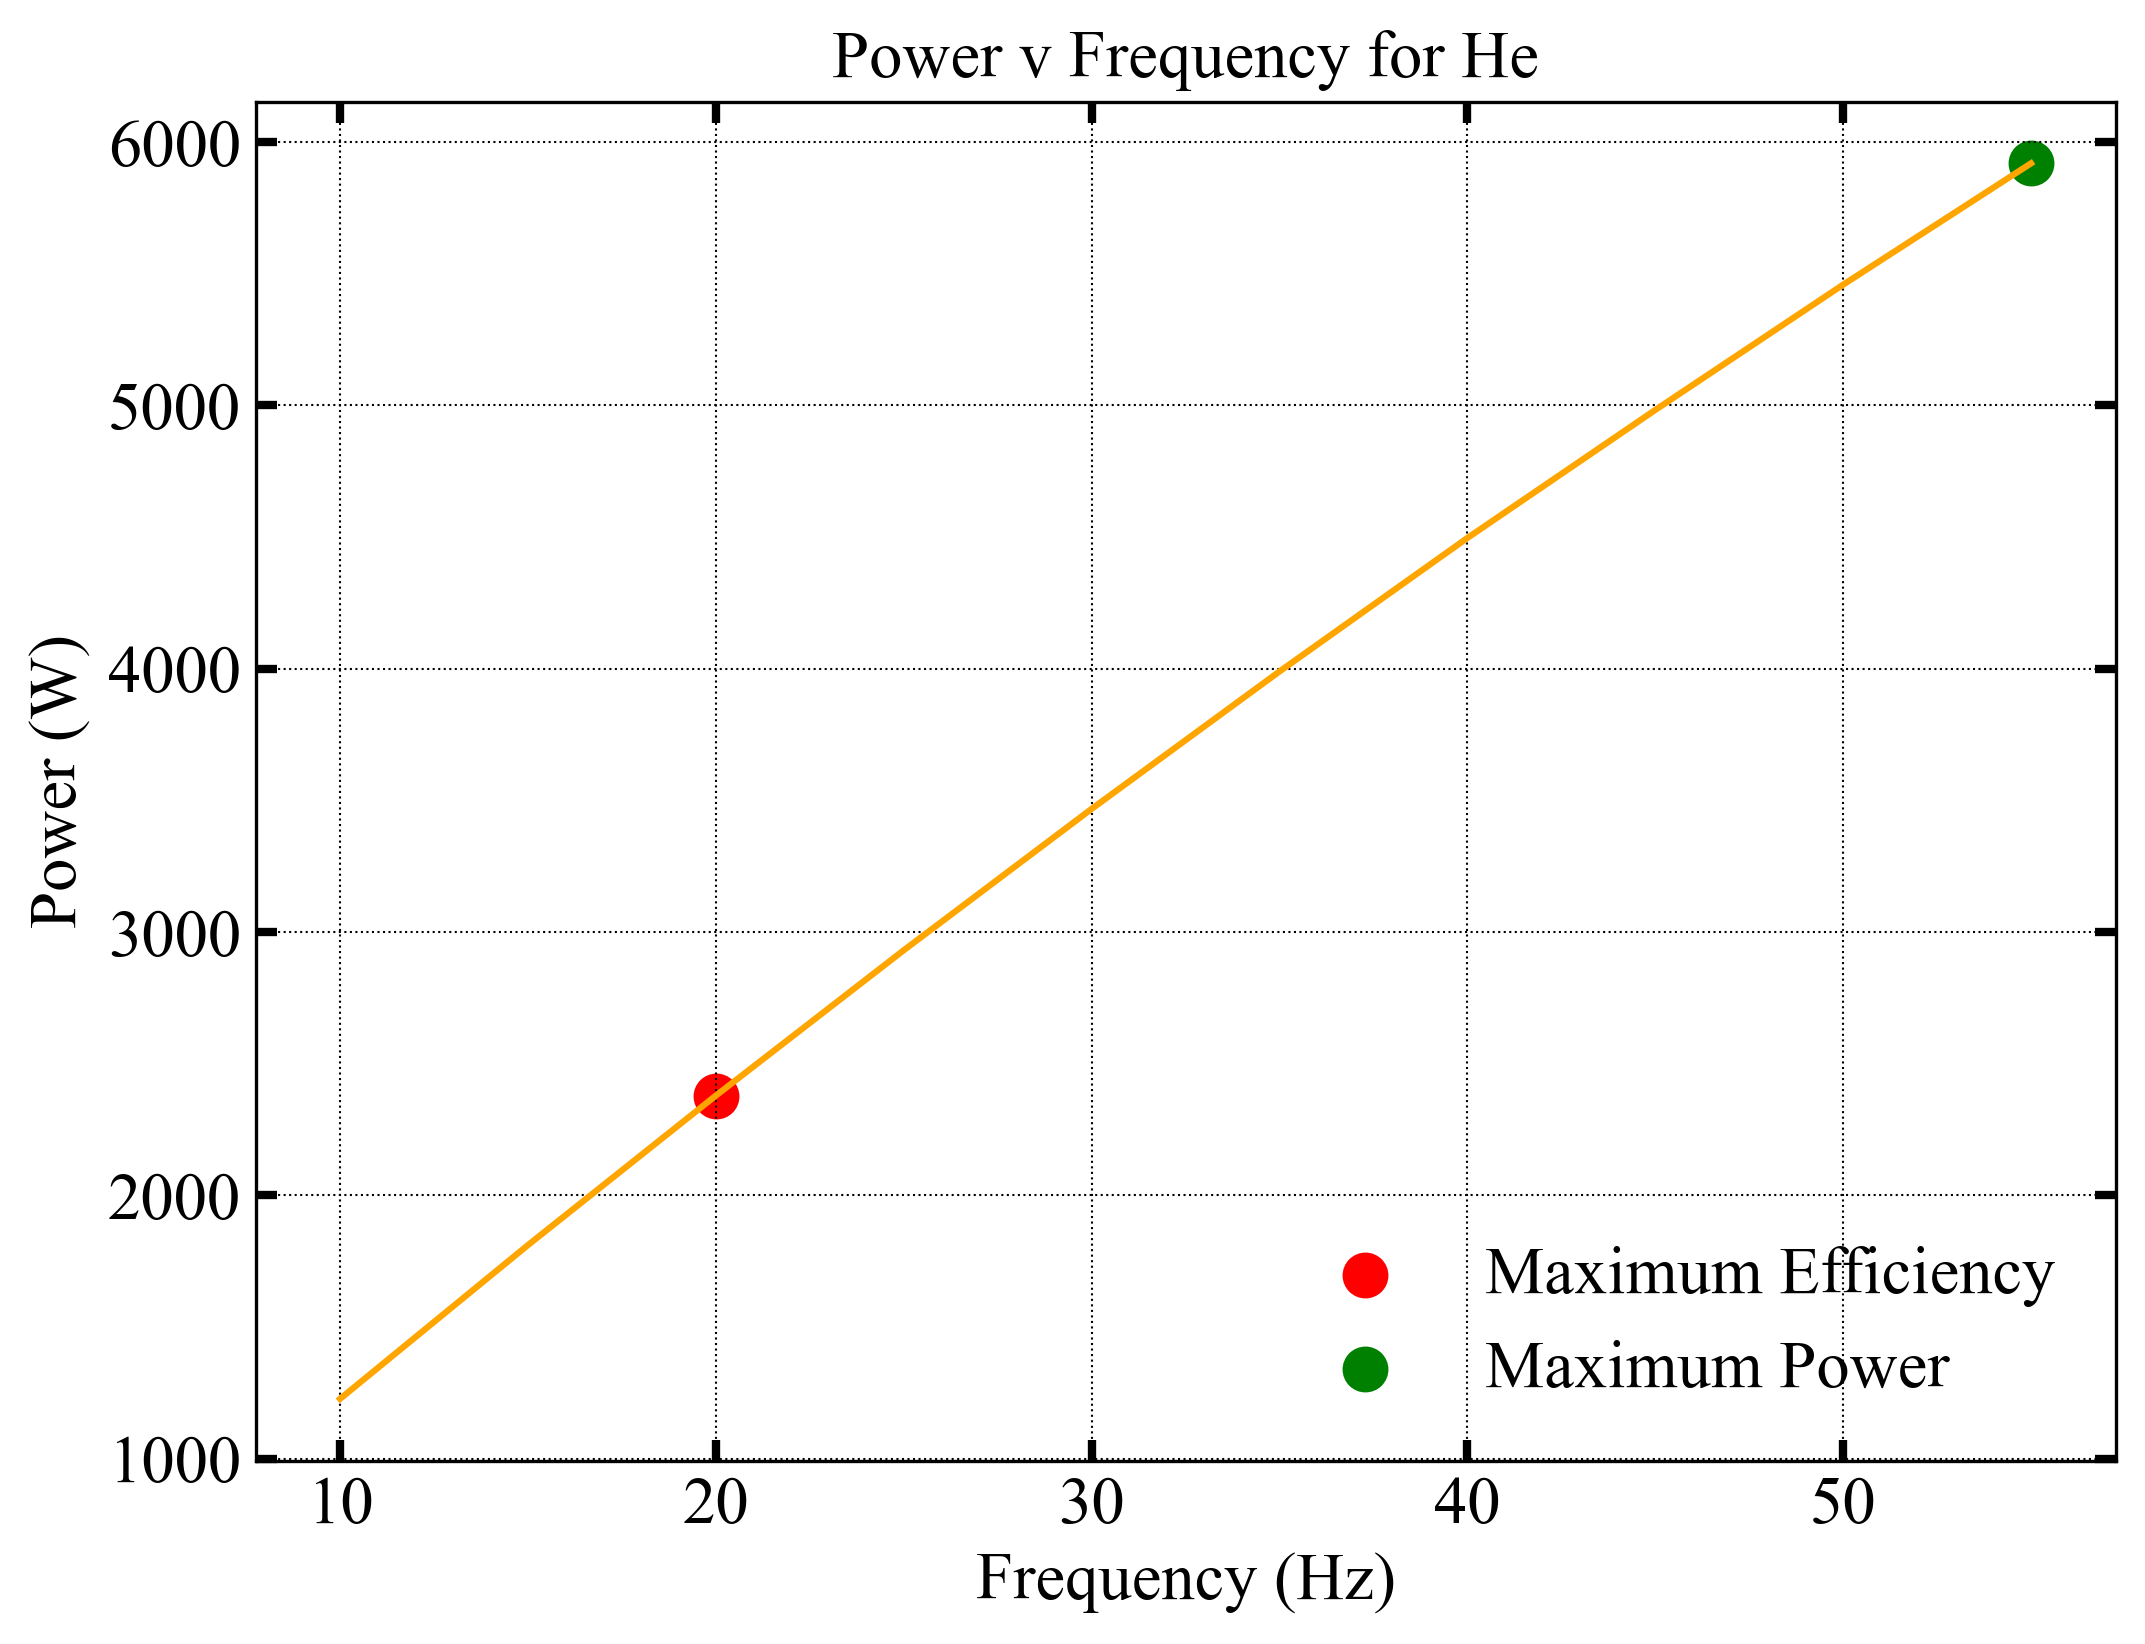 Power v Frequency for He
6000
5000
4000
3000
2000
1000
Power (W)
Maximum Efficiency
Maximum Power
10 20 30 40 50
Frequency (Hz)